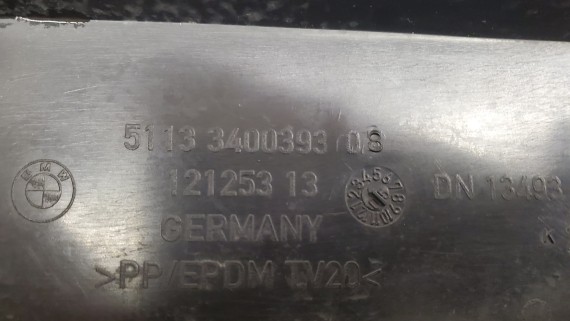 5113 3400393 08
BMW 121253 13 DN 13493
GERMANY K
>PP/EPDM TV20<